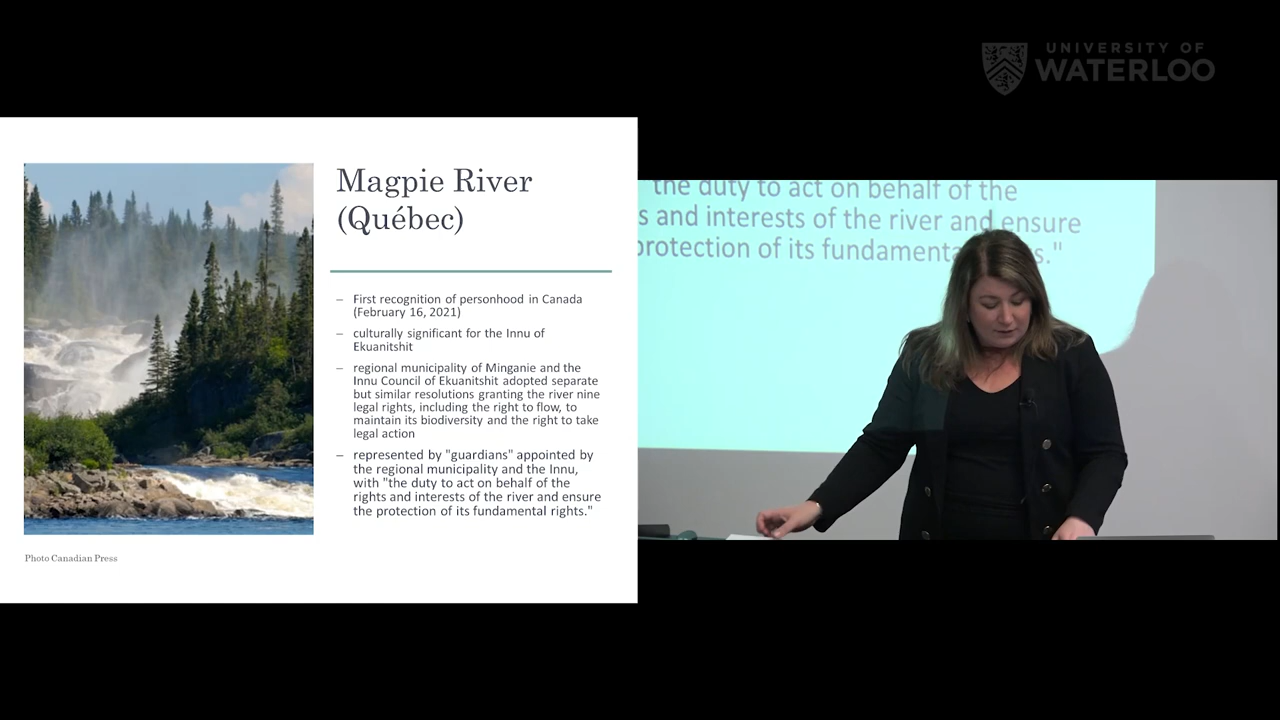 UNIVERSITY OF
WATERLOO
Magpie River
(Québec)
– First recognition of personhood in Canada
(February 16, 2021)
– culturally significant for the Innu of
Ekuanitshit
– regional municipality of Minganie and the
Innu Council of Ekuanitshit adopted separate
but similar resolutions granting the river nine
legal rights, including the right to flow, to
maintain its biodiversity and the right to take
legal action
– represented by "guardians" appointed by
the regional municipality and the Innu,
with "the duty to act on behalf of the
rights and interests of the river and ensure
the protection of its fundamental rights."
Photo Canadian Press
the duty to act on behalf of the
s and interests of the river and ensure
protection of its fundamenta s."